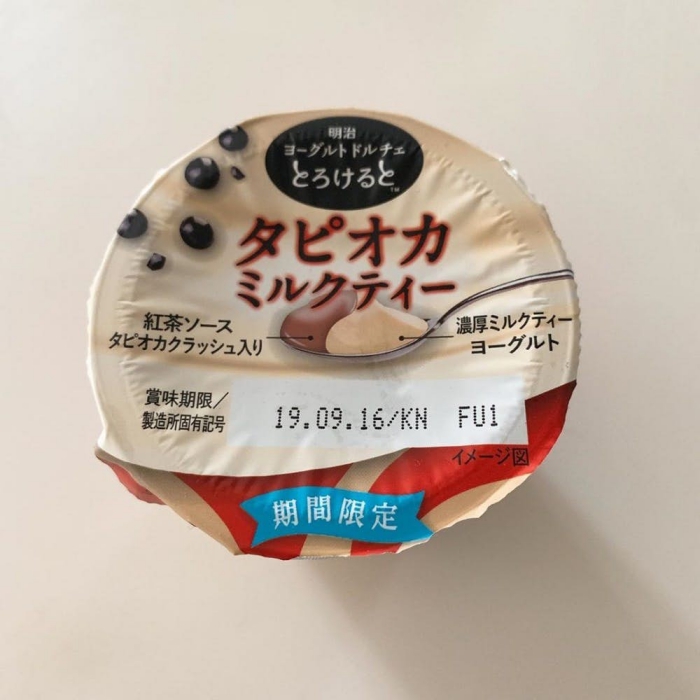 明治
ヨーグルトドルチェ
とろけると™
タピオカ
ミルクティー
紅茶ソース
タピオカクラッシュ入り
濃厚ミルクティー
ヨーグルト
賞味期限/
製造所固有記号
19.09.16/KN FU1
イメージ図
期間限定